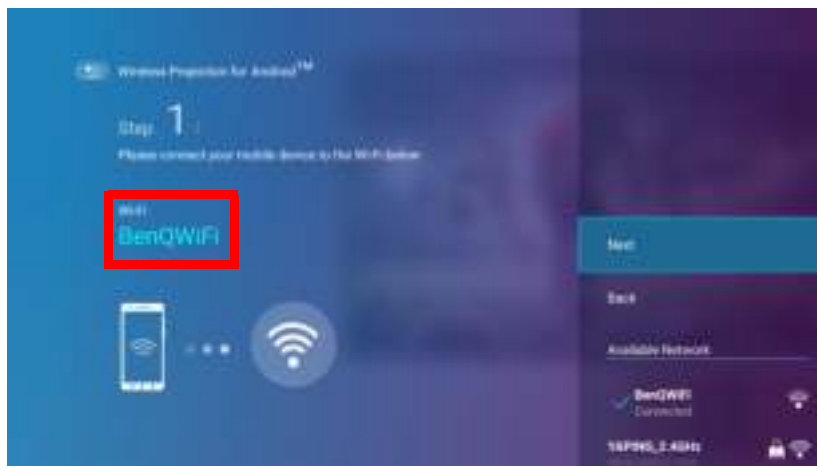 Wireless Projection for Android™
Step 1 :
Please connect your mobile device to the Wi-Fi below
Wi-Fi
BenQWiFi
Next
Back
Available Network
BenQWiFi
Connected
2.4GHz